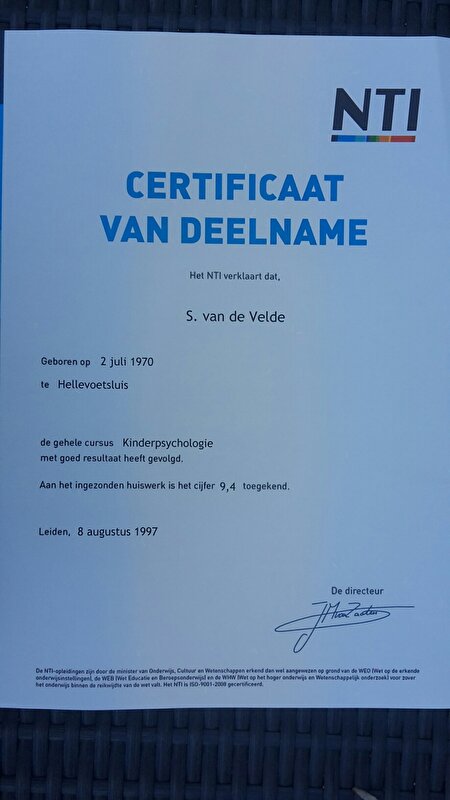 NTI
CERTIFICAAT
VAN DEELNAME
Het NTI verklaart dat,
S. van de Velde
Geboren op 2 juli 1970
te Hellevoetsluis
de gehele cursus Kinderpsychologie
met goed resultaat heeft gevolgd.
Aan het ingezonden huiswerk is het cijfer 9,4 toegekend.
Leiden, 8 augustus 1997
De directeur
De NTI-opleidingen zijn door de minister van Onderwijs, Cultuur en Wetenschappen erkend dan wel aangewezen op grond van de WEO (Wet op de erkende
onderwijsinstellingen), de WEB (Wet Educatie en Beroepsonderwijs) en de WHW (Wet op het hoger onderwijs en Wetenschappelijk onderzoek) voor zover
het onderwijs binnen de reikwijdte van de wet valt. Het NTI is ISO-9001-2008 gecertificeerd.